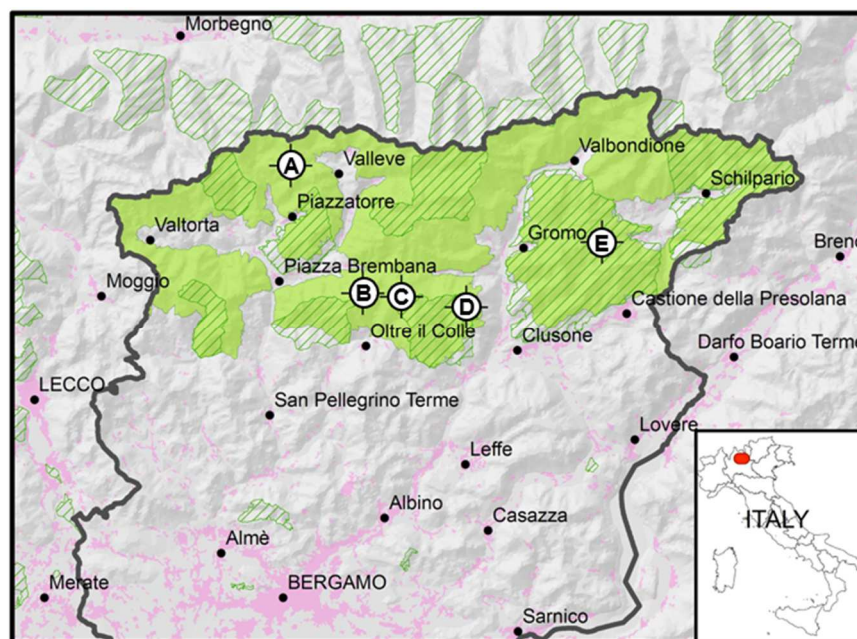 Morbegno
A
Valleve
Valbondione
Schilpario
Piazzatorre
Valtorta
Gromo
E
Breno
Piazza Brembana
Moggio
B
C
D
Castione della Presolana
Oltre il Colle
Clusone
Darfo Boario Terme
LECCO
San Pellegrino Terme
Lovere
Leffe
Albino
Casazza
ITALY
Almè
Merate
BERGAMO
Sarnico